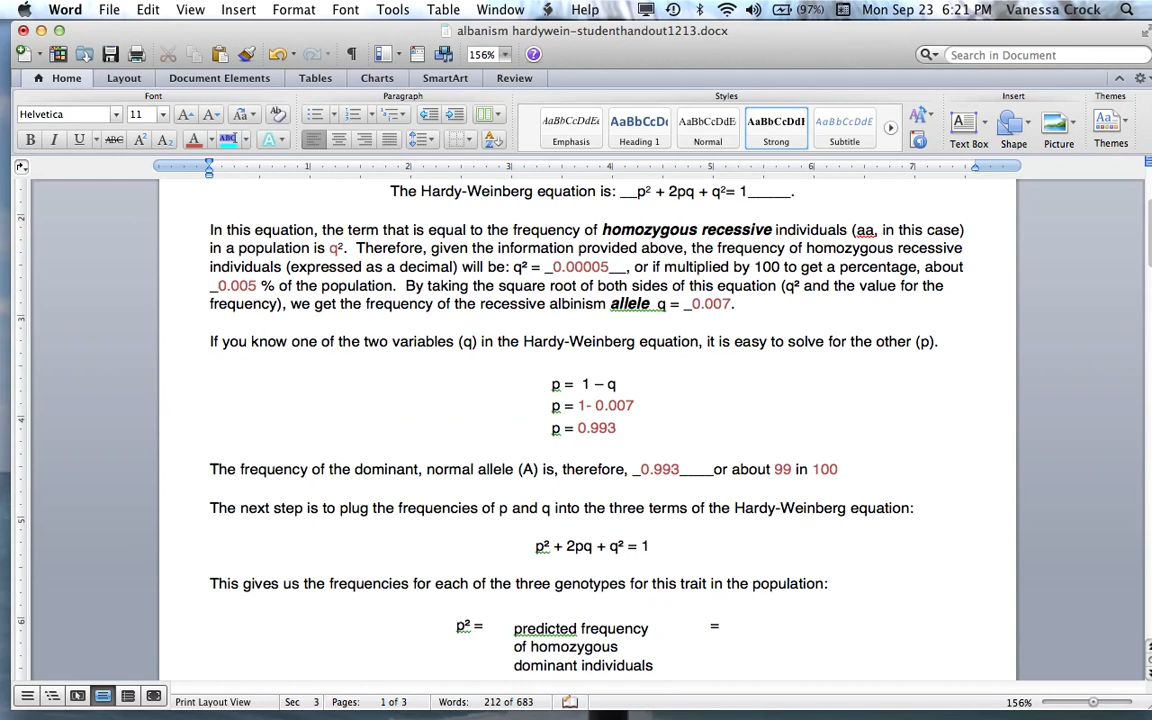 Word File Edit View Insert Format Font Tools Table Window Help (97%) Mon Sep 23 6:21 PM Vanessa Crock
albanism hardywein-studenthandout1213.docx
156% Search in Document
Home Layout Document Elements Tables Charts SmartArt Review
Font Paragraph Styles Insert Themes
Helvetica 11
AaBbCcDdEe AaBbCcDc AaBbCcDdE AaBbCcDdI AaBbCcDdE
B I U ABC A² A₂ A ABC A
Emphasis Heading 1 Normal Strong Subtitle Text Box Shape Picture Themes
1 2 3 4 5 6 7
The Hardy-Weinberg equation is: __p² + 2pq + q²= 1_____.
In this equation, the term that is equal to the frequency of homozygous recessive individuals (aa, in this case)
in a population is q². Therefore, given the information provided above, the frequency of homozygous recessive
individuals (expressed as a decimal) will be: q² = _0.00005__, or if multiplied by 100 to get a percentage, about
_0.005 % of the population. By taking the square root of both sides of this equation (q² and the value for the
frequency), we get the frequency of the recessive albinism allele q = _0.007.
If you know one of the two variables (q) in the Hardy-Weinberg equation, it is easy to solve for the other (p).
p = 1 – q
p = 1- 0.007
p = 0.993
The frequency of the dominant, normal allele (A) is, therefore, _0.993____or about 99 in 100
The next step is to plug the frequencies of p and q into the three terms of the Hardy-Weinberg equation:
p² + 2pq + q² = 1
This gives us the frequencies for each of the three genotypes for this trait in the population:
p² = predicted frequency =
of homozygous
dominant individuals
Print Layout View Sec 3 Pages: 1 of 3 Words: 212 of 683 156%